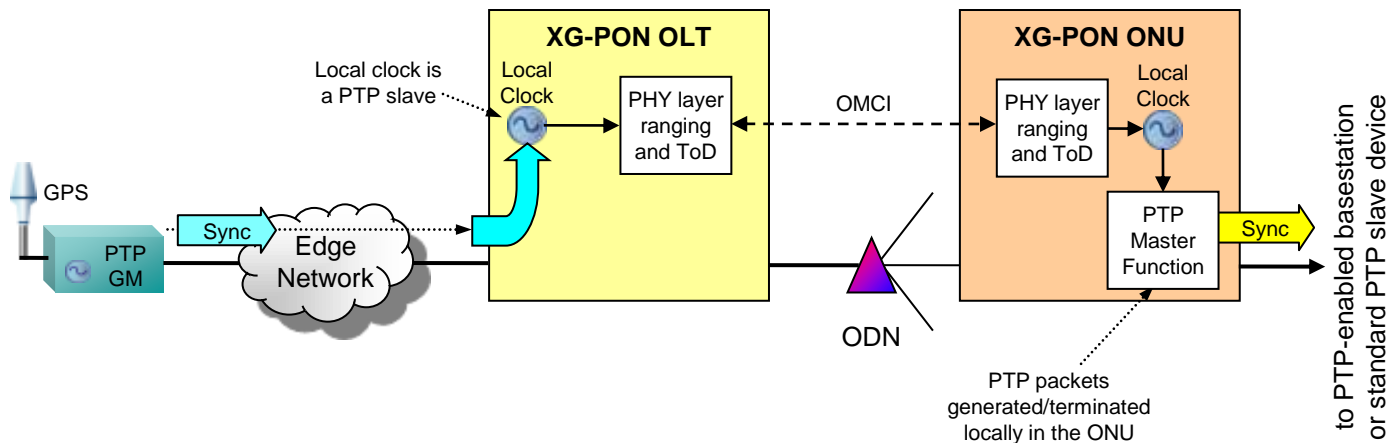 XG-PON OLT
XG-PON ONU
Local clock is
a PTP slave
Local
Clock
PHY layer
ranging
and ToD
OMCI
PHY layer
ranging
and ToD
Local
Clock
GPS
PTP
GM
Sync
Edge
Network
PTP
Master
Function
Sync
ODN
PTP packets
generated/terminated
locally in the ONU
to PTP-enabled basestation
or standard PTP slave device